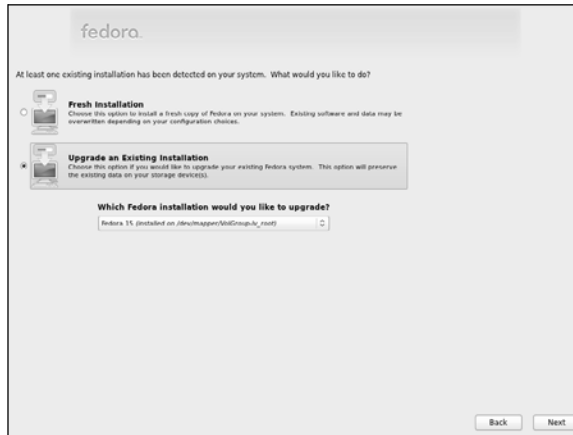 fedora.
At least one existing installation has been detected on your system. What would you like to do?
Fresh Installation
Choose this option to install a fresh copy of Fedora on your system. Existing software and data may be
overwritten depending on your configuration choices.
Upgrade an Existing Installation
Choose this option if you would like to upgrade your existing Fedora system. This option will preserve
the existing data on your storage device(s).
Which Fedora installation would you like to upgrade?
Fedora 15 (installed on /dev/mapper/VolGroup-lv_root)
Back
Next